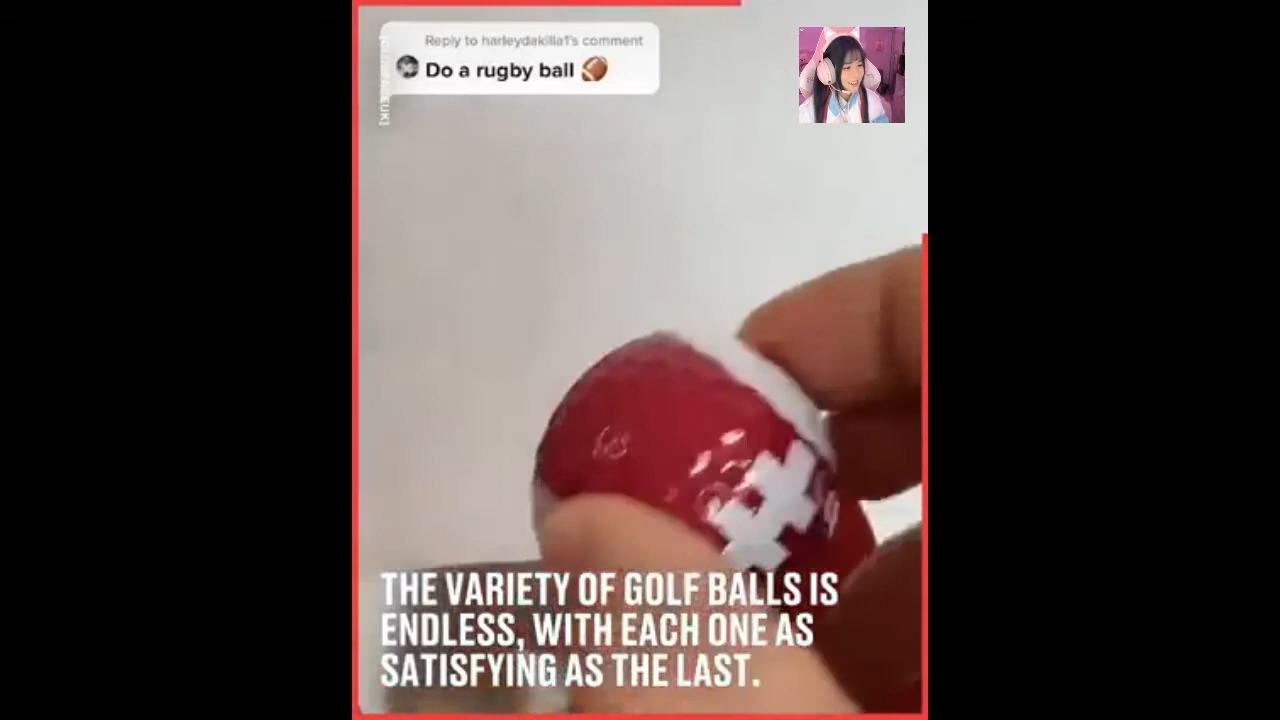 Reply to harleydakilla1's comment
Do a rugby ball 🏈
THE VARIETY OF GOLF BALLS IS
ENDLESS, WITH EACH ONE AS
SATISFYING AS THE LAST.